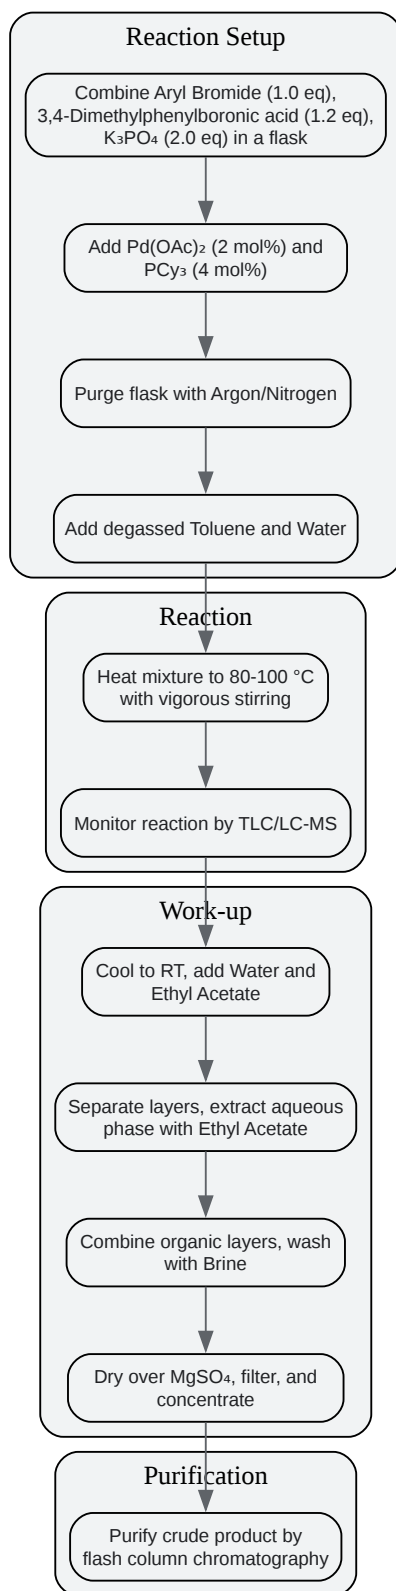 Reaction Setup
Combine Aryl Bromide (1.0 eq),
3,4-Dimethylphenylboronic acid (1.2 eq),
K₃PO₄ (2.0 eq) in a flask
Add Pd(OAc)₂ (2 mol%) and
PCy₃ (4 mol%)
Purge flask with Argon/Nitrogen
Add degassed Toluene and Water
Reaction
Heat mixture to 80-100 °C
with vigorous stirring
Monitor reaction by TLC/LC-MS
Work-up
Cool to RT, add Water and
Ethyl Acetate
Separate layers, extract aqueous
phase with Ethyl Acetate
Combine organic layers, wash
with Brine
Dry over MgSO₄, filter, and
concentrate
Purification
Purify crude product by
flash column chromatography